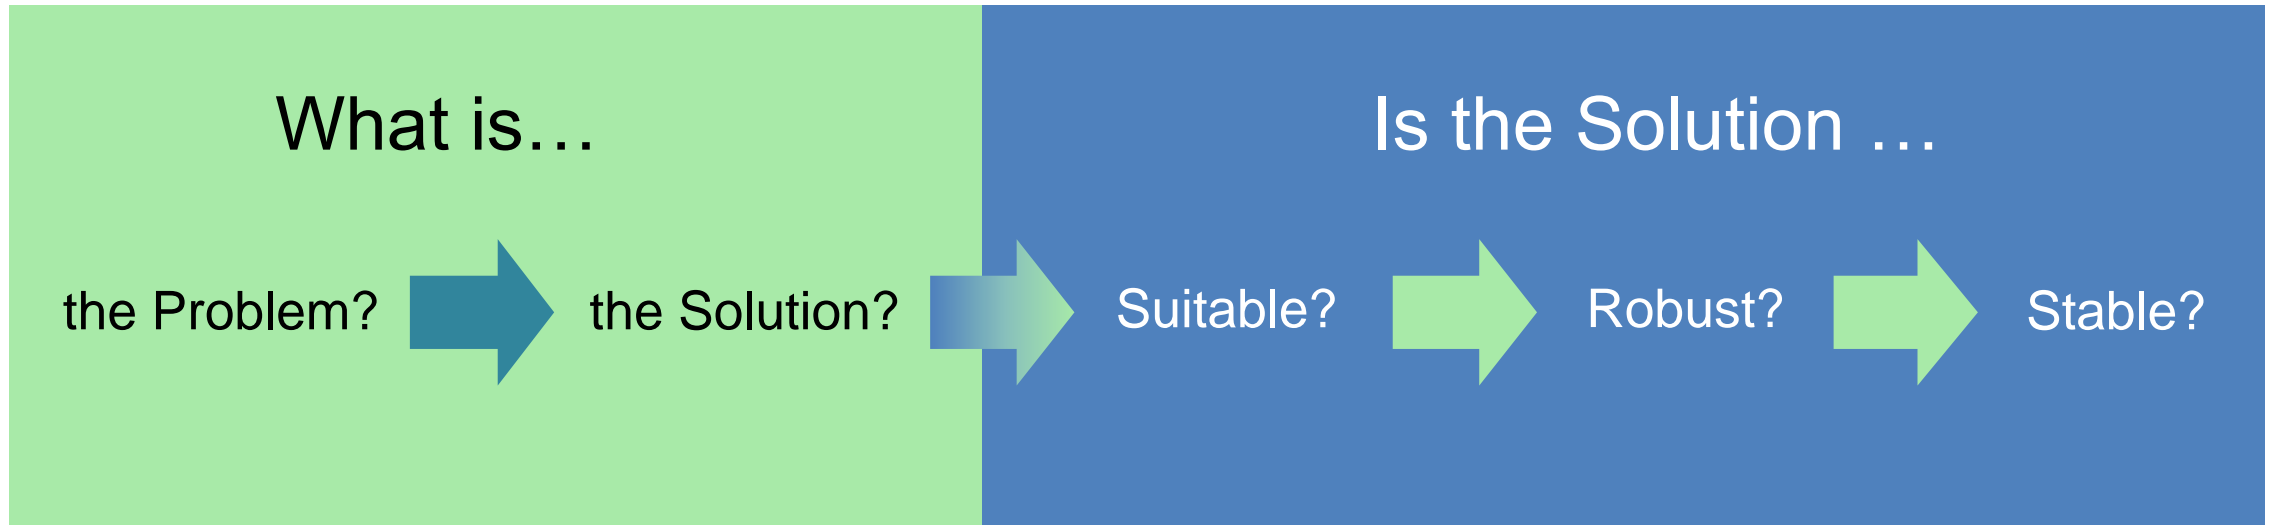 What is…
the Problem?
the Solution?
Is the Solution …
Suitable?
Robust?
Stable?